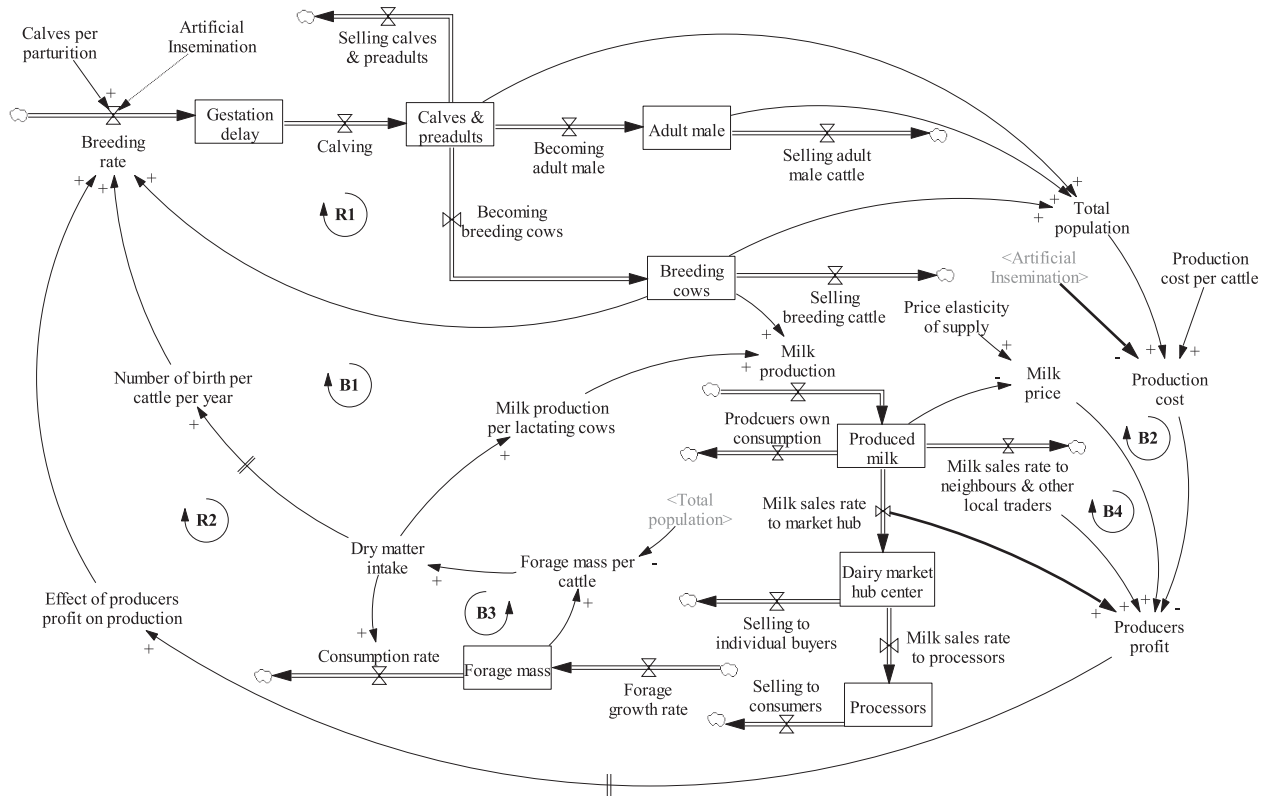 Calves per
parturition
Artificial
Insemination
Selling calves
& preadults
+
Gestation
delay
Calves &
preadults
Adult male
Breeding
rate
Calving
Becoming
adult male
Selling adult
male cattle
+
+
+
R1
Becoming
breeding cows
+
+
+
Total
population
<Artificial
Insemination>
Production
cost per cattle
Breeding
cows
Selling
breeding cattle
Price elasticity
of supply
+
+
Milk
production
+
-
Milk
price
-
+
+
Production
cost
Number of birth per
cattle per year
+
B1
Milk production
per lactating cows
+
Prodcuers own
consumption
Produced
milk
B2
Milk sales rate to
neighbours & other
local traders
B4
R2
<Total
population>
Milk sales rate
to market hub
Dry matter
intake
+
Forage mass per
cattle
-
+
Dairy market
hub center
Effect of producers
profit on production
+
B3
+
Selling to
individual buyers
+
+
+
-
Producers
profit
Consumption rate
Forage mass
Forage
growth rate
Milk sales rate
to processors
Selling to
consumers
Processors